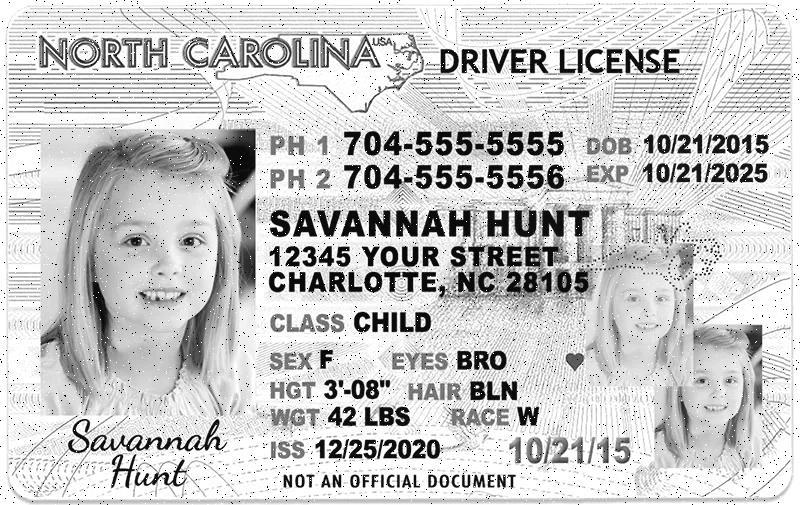 NORTH CAROLINA USA DRIVER LICENSE
PH 1 704-555-5555 DOB 10/21/2015
PH 2 704-555-5556 EXP 10/21/2025
SAVANNAH HUNT
12345 YOUR STREET
CHARLOTTE, NC 28105
CLASS CHILD
SEX F EYES BRO
HGT 3'-08" HAIR BLN
WGT 42 LBS RACE W
ISS 12/25/2020 10/21/15
Savannah
Hunt
NOT AN OFFICIAL DOCUMENT